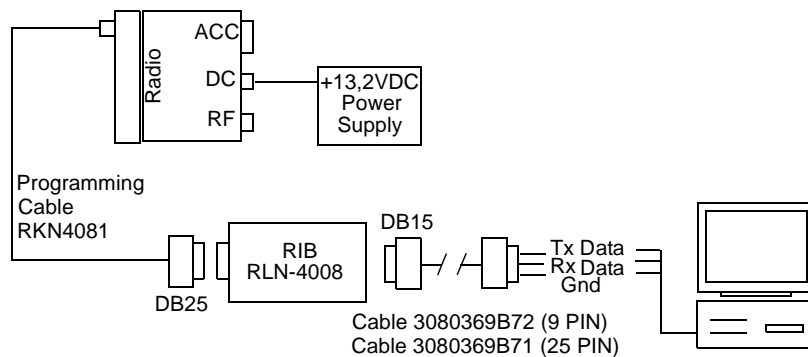 ACC
DC
RF
Radio
+13,2VDC
Power
Supply
Programming
Cable
RKN4081
DB25
RIB
RLN-4008
DB15
Tx Data
Rx Data
Gnd
Cable 3080369B72 (9 PIN)
Cable 3080369B71 (25 PIN)